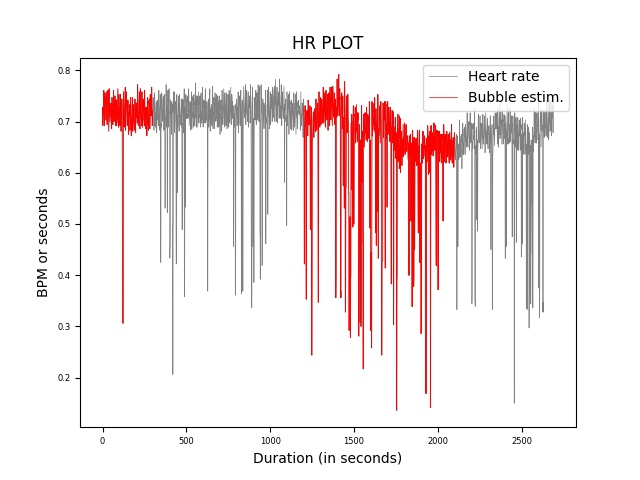 HR PLOT
Heart rate
Bubble estim.
0.8
0.7
0.6
0.5
0.4
0.3
0.2
BPM or seconds
0 500 1000 1500 2000 2500
Duration (in seconds)